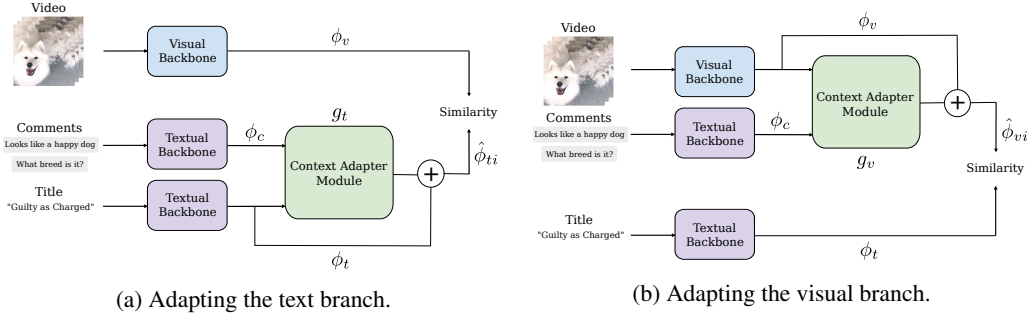 Video
Visual
Backbone
ϕ_v
Similarity
Comments
Looks like a happy dog
What breed is it?
Textual
Backbone
ϕ_c
g_t
Context Adapter
Module
+
ϕ̂_{ti}
Title
"Guilty as Charged"
Textual
Backbone
ϕ_t
(a) Adapting the text branch.
Video
Visual
Backbone
ϕ_v
Comments
Looks like a happy dog
What breed is it?
Textual
Backbone
ϕ_c
Context Adapter
Module
g_v
+
ϕ̂_{vi}
Similarity
Title
"Guilty as Charged"
Textual
Backbone
ϕ_t
(b) Adapting the visual branch.